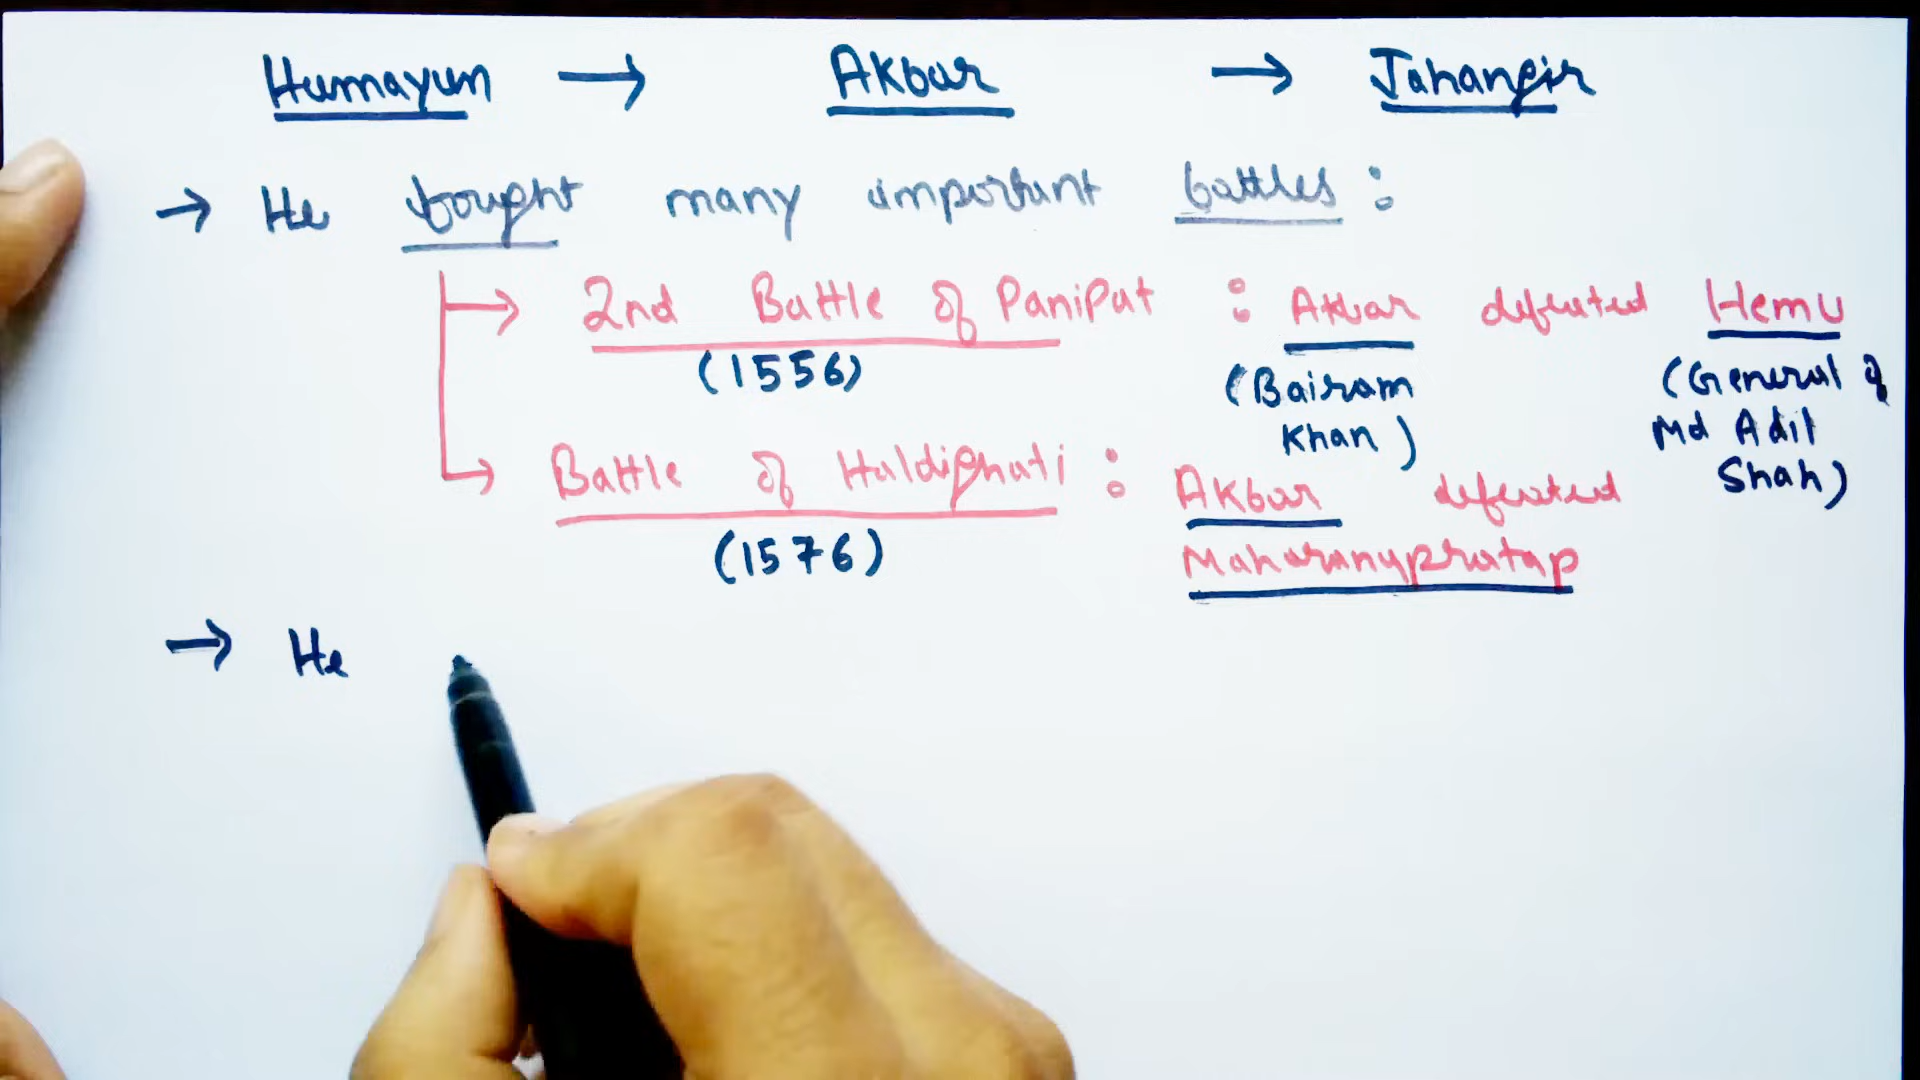 Humayun → Akbar → Jahangir
→ He fought many important battles :
→ 2nd Battle of Panipat : Akbar defeated Hemu
(1556) (Bairam Khan) (General of Md Adil Shah)
→ Battle of Haldighati : Akbar defeated
(1576) Maharanapratap
→ He